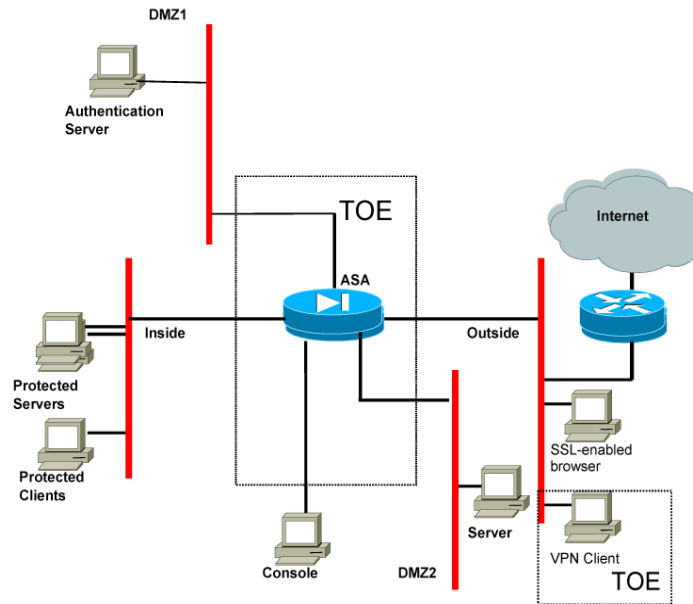 DMZ1
Authentication
Server
TOE
Internet
ASA
Inside
Outside
Protected
Servers
Protected
Clients
SSL-enabled
browser
Server
VPN Client
Console
DMZ2
TOE